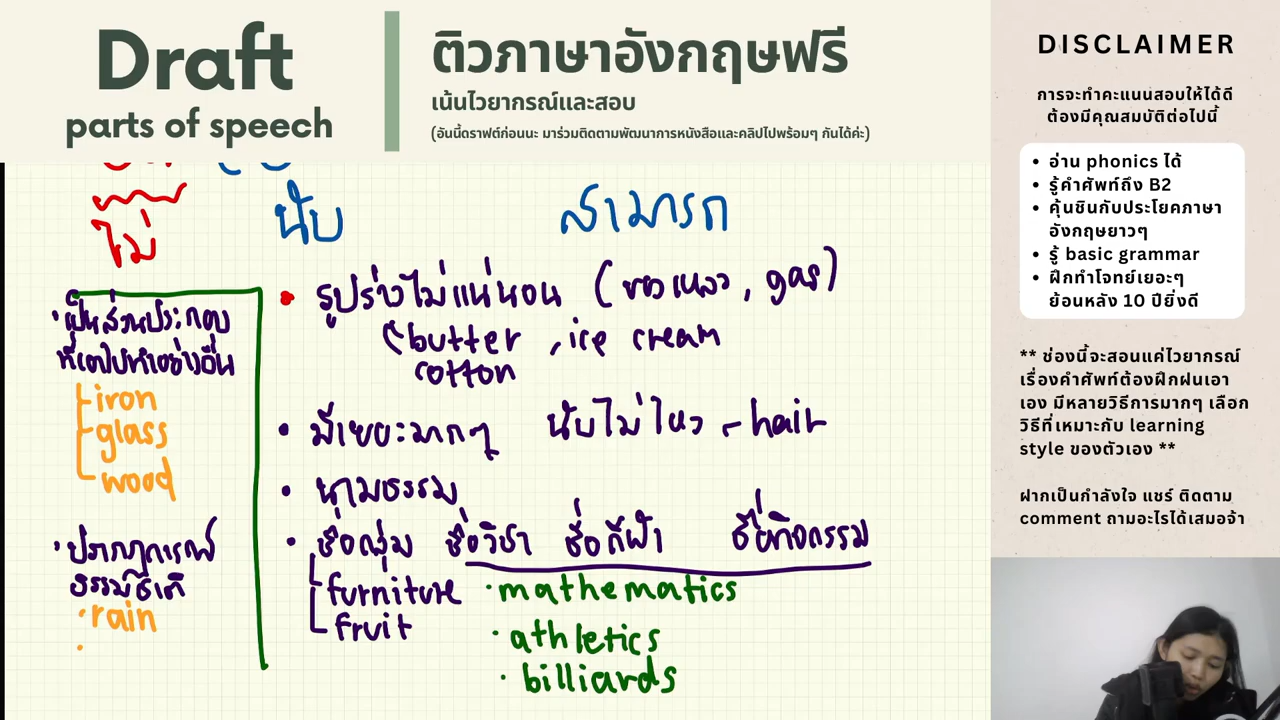 Draft
parts of speech
ติวภาษาอังกฤษฟรี
เน้นไวยากรณ์และสอบ
(อันนี้ดราฟต์ก่อนนะ มาร่วมติดตามพัฒนาการหนังสือและคลิปไปพร้อมๆ กันได้ค่ะ)
ไม่ นับ สามารถ
• เป็นส่วนประกอบ
ที่เอาไปทำอย่างอื่น
iron
glass
wood
• ปรากฏการณ์
ธรรมชาติ
• rain
• รูปร่างไม่แน่นอน (ของเหลว, gas)
butter, ice cream
cotton
• มีเยอะมากๆ นับไม่ไหว - hair
• นามธรรม
• ชื่อกลุ่ม ชื่อวิชา ชื่อกีฬา ชื่อกิจกรรม
furniture
fruit
• mathematics
• athletics
• billiards
DISCLAIMER
การจะทำคะแนนสอบให้ได้ดี
ต้องมีคุณสมบัติต่อไปนี้
• อ่าน phonics ได้
• รู้คำศัพท์ถึง B2
• คุ้นชินกับประโยคภาษา
อังกฤษยาวๆ
• รู้ basic grammar
• ฝึกทำโจทย์เยอะๆ
ย้อนหลัง 10 ปียิ่งดี
** ช่องนี้จะสอนแค่ไวยากรณ์
เรื่องคำศัพท์ต้องฝึกฝนเอา
เอง มีหลายวิธีการมากๆ เลือก
วิธีที่เหมาะกับ learning
style ของตัวเอง **
ฝากเป็นกำลังใจ แชร์ ติดตาม
comment ถามอะไรได้เสมอจ้า